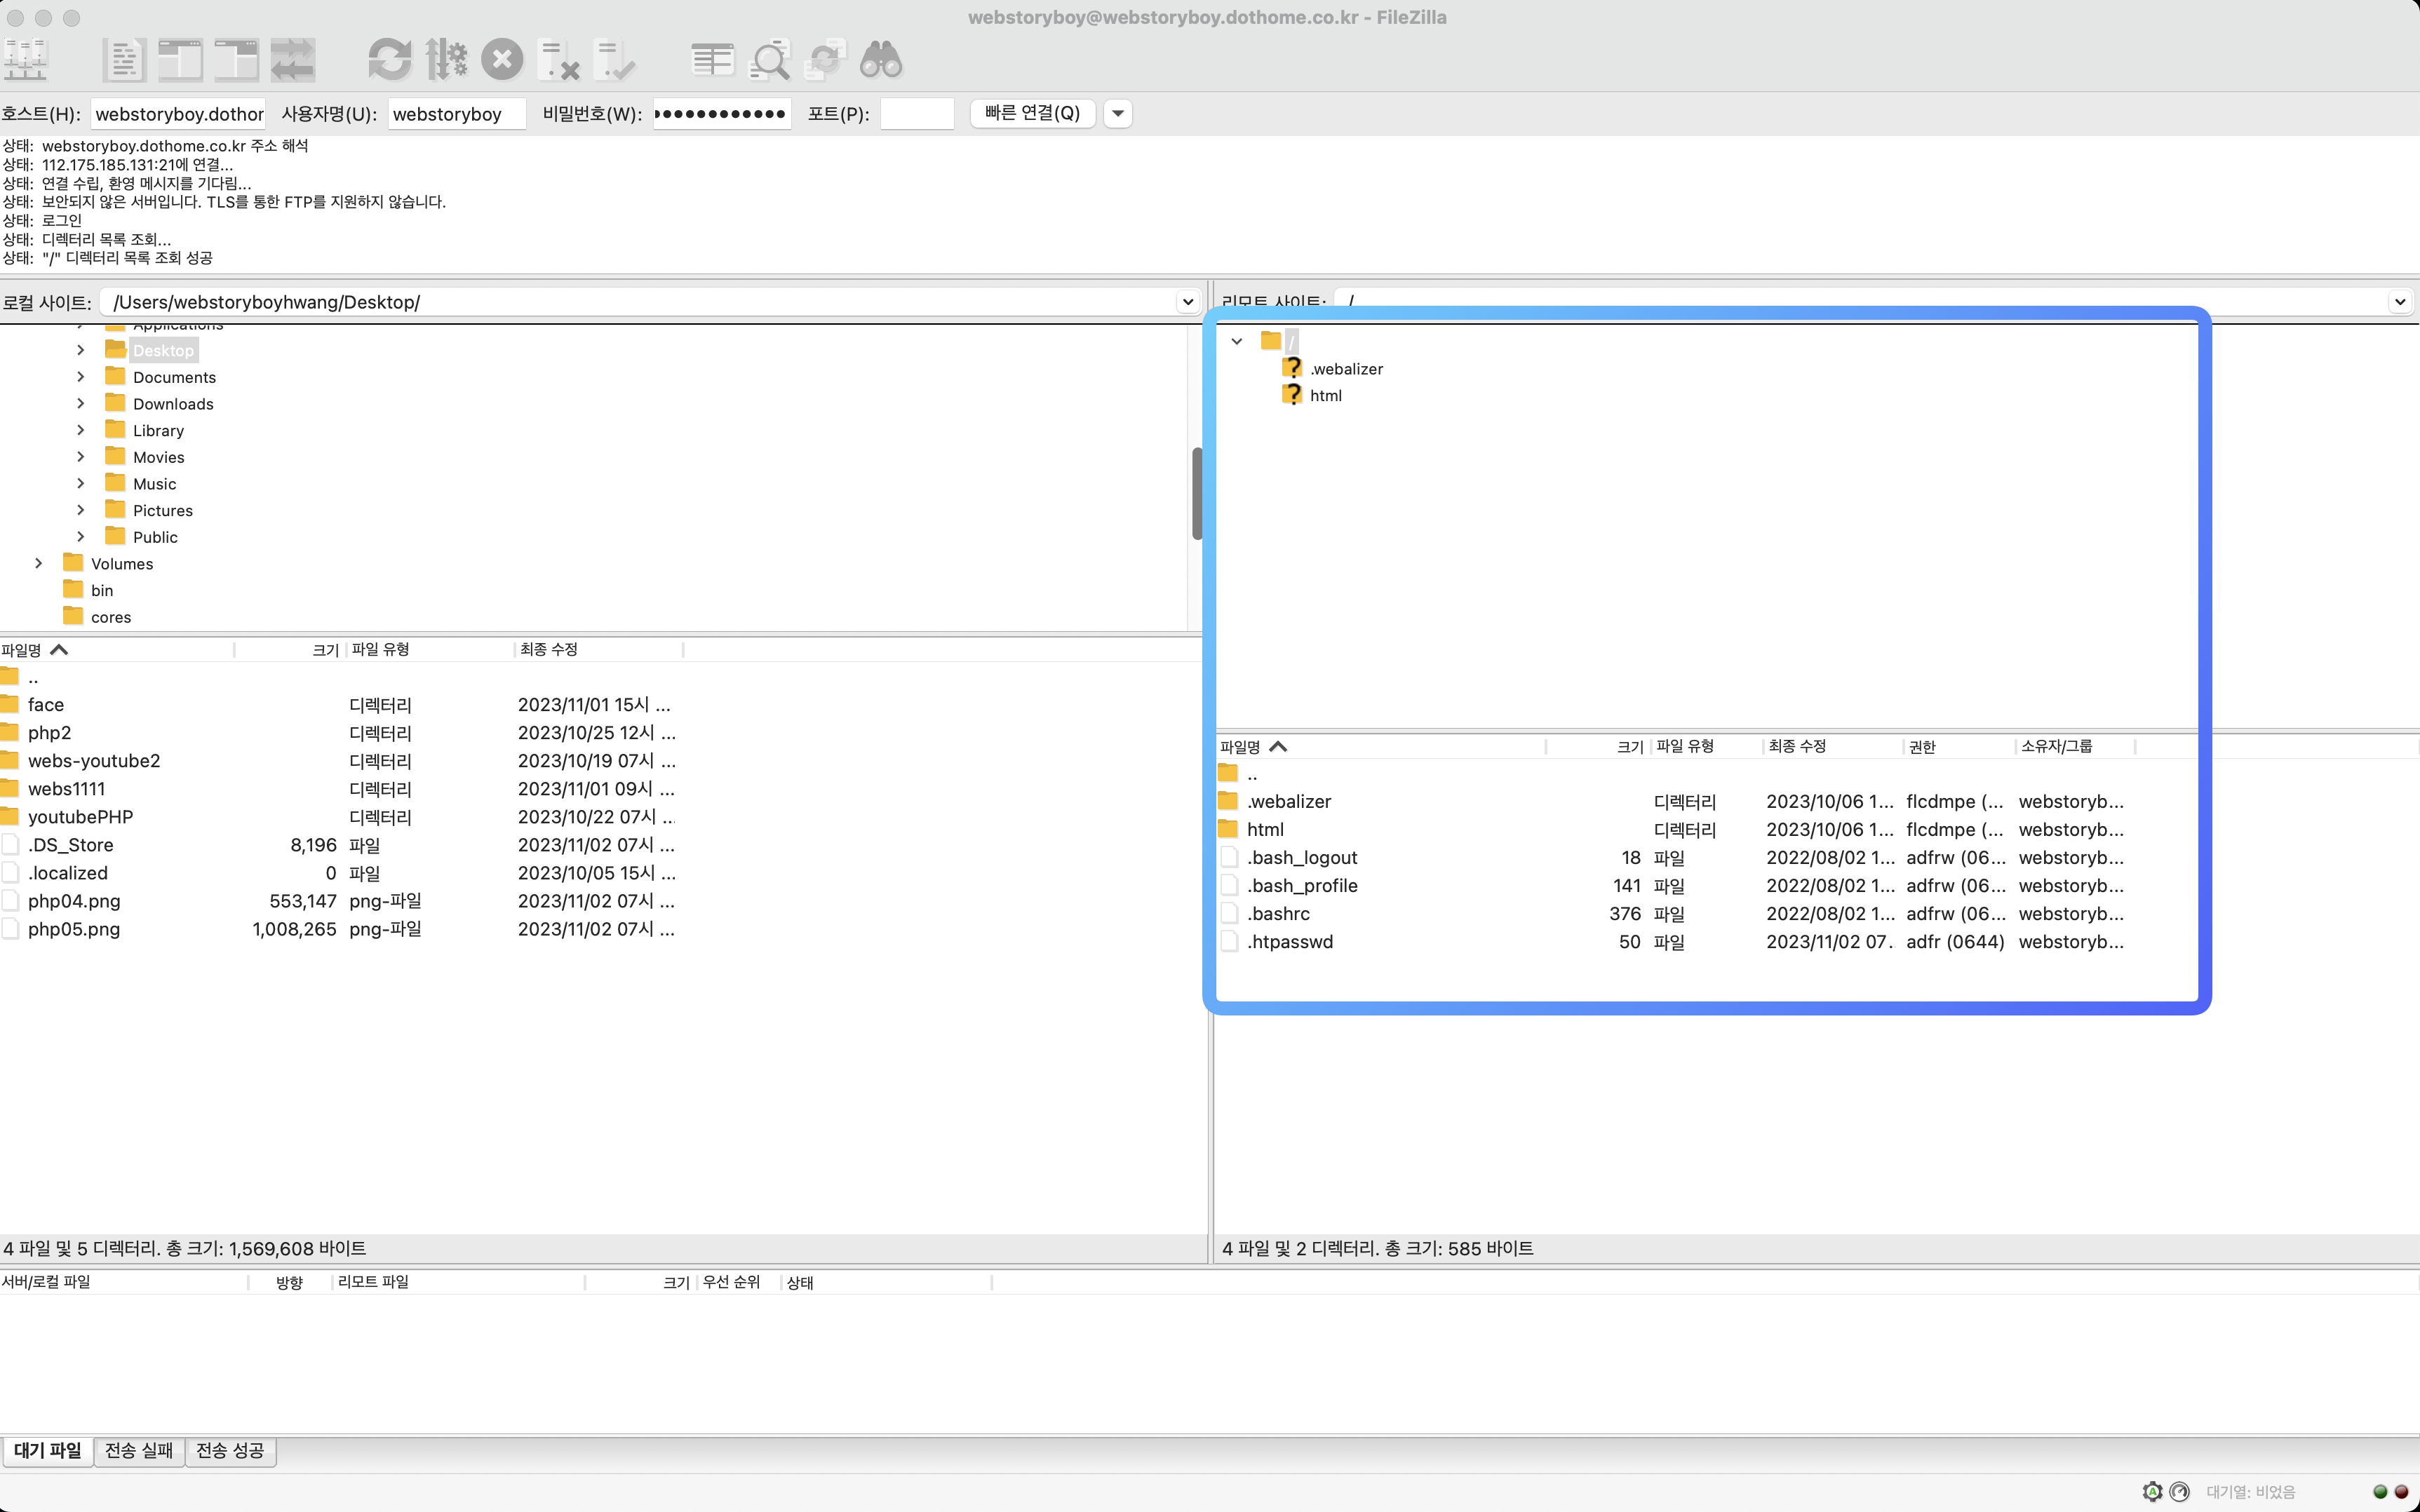 webstoryboy@webstoryboy.dothome.co.kr - FileZilla
호스트(H): webstoryboy.dothor 사용자명(U): webstoryboy 비밀번호(W): ●●●●●●●●●●●● 포트(P): 빠른 연결(Q)
상태: webstoryboy.dothome.co.kr 주소 해석
상태: 112.175.185.131:21에 연결...
상태: 연결 수립, 환영 메시지를 기다림...
상태: 보안되지 않은 서버입니다. TLS를 통한 FTP를 지원하지 않습니다.
상태: 로그인
상태: 디렉터리 목록 조회...
상태: "/" 디렉터리 목록 조회 성공
로컬 사이트: /Users/webstoryboyhwang/Desktop/
Applications
Desktop
Documents
Downloads
Library
Movies
Music
Pictures
Public
Volumes
bin
cores
파일명 크기 파일 유형 최종 수정
..
face 디렉터리 2023/11/01 15시 ...
php2 디렉터리 2023/10/25 12시 ...
webs-youtube2 디렉터리 2023/10/19 07시 ...
webs1111 디렉터리 2023/11/01 09시 ...
youtubePHP 디렉터리 2023/10/22 07시 ...
.DS_Store 8,196 파일 2023/11/02 07시 ...
.localized 0 파일 2023/10/05 15시 ...
php04.png 553,147 png-파일 2023/11/02 07시 ...
php05.png 1,008,265 png-파일 2023/11/02 07시 ...
4 파일 및 5 디렉터리. 총 크기: 1,569,608 바이트
리모트 사이트: /
/
.webalizer
html
파일명 크기 파일 유형 최종 수정 권한 소유자/그룹
..
.webalizer 디렉터리 2023/10/06 1... flcdmpe (... webstoryb...
html 디렉터리 2023/10/06 1... flcdmpe (... webstoryb...
.bash_logout 18 파일 2022/08/02 1... adfrw (06... webstoryb...
.bash_profile 141 파일 2022/08/02 1... adfrw (06... webstoryb...
.bashrc 376 파일 2022/08/02 1... adfrw (06... webstoryb...
.htpasswd 50 파일 2023/11/02 07. adfr (0644) webstoryb...
4 파일 및 2 디렉터리. 총 크기: 585 바이트
서버/로컬 파일 방향 리모트 파일 크기 우선 순위 상태
대기 파일 전송 실패 전송 성공
대기열: 비었음